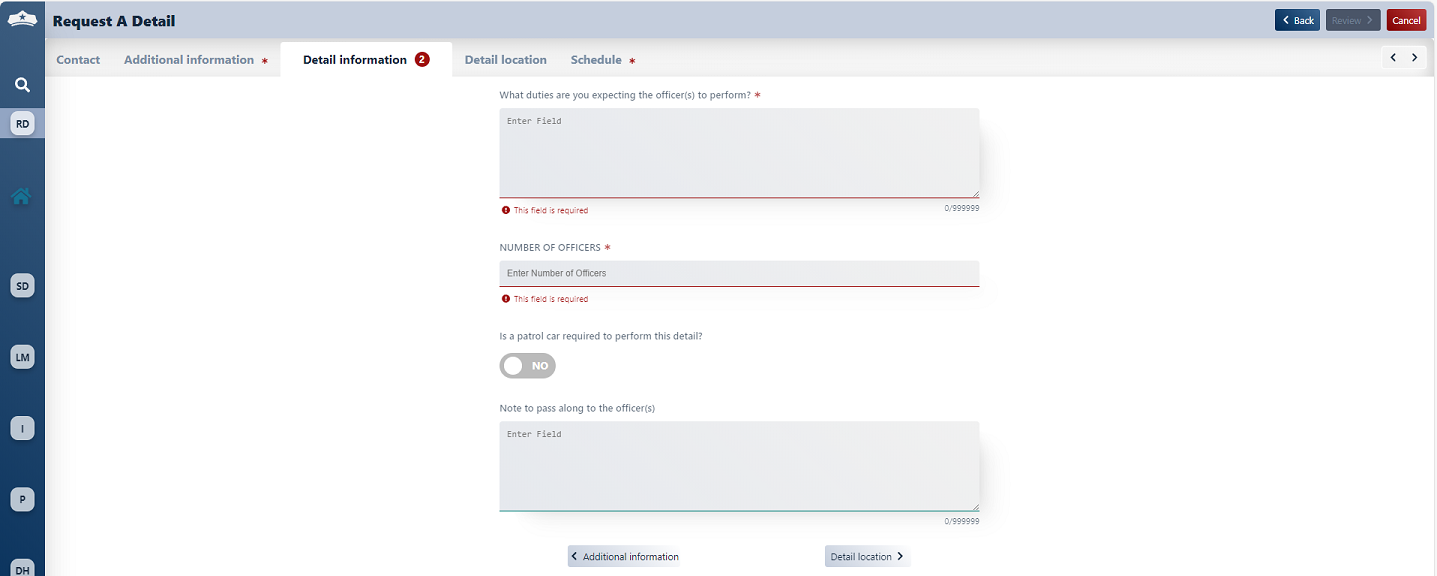 Request A Detail
Back
Review
Cancel
Contact
Additional information *
Detail information 2
Detail location
Schedule *
RD
SD
LM
I
P
DH
What duties are you expecting the officer(s) to perform? *
Enter Field
This field is required
0/999999
NUMBER OF OFFICERS *
Enter Number of Officers
This field is required
Is a patrol car required to perform this detail?
NO
Note to pass along to the officer(s)
Enter Field
0/999999
Additional information
Detail location